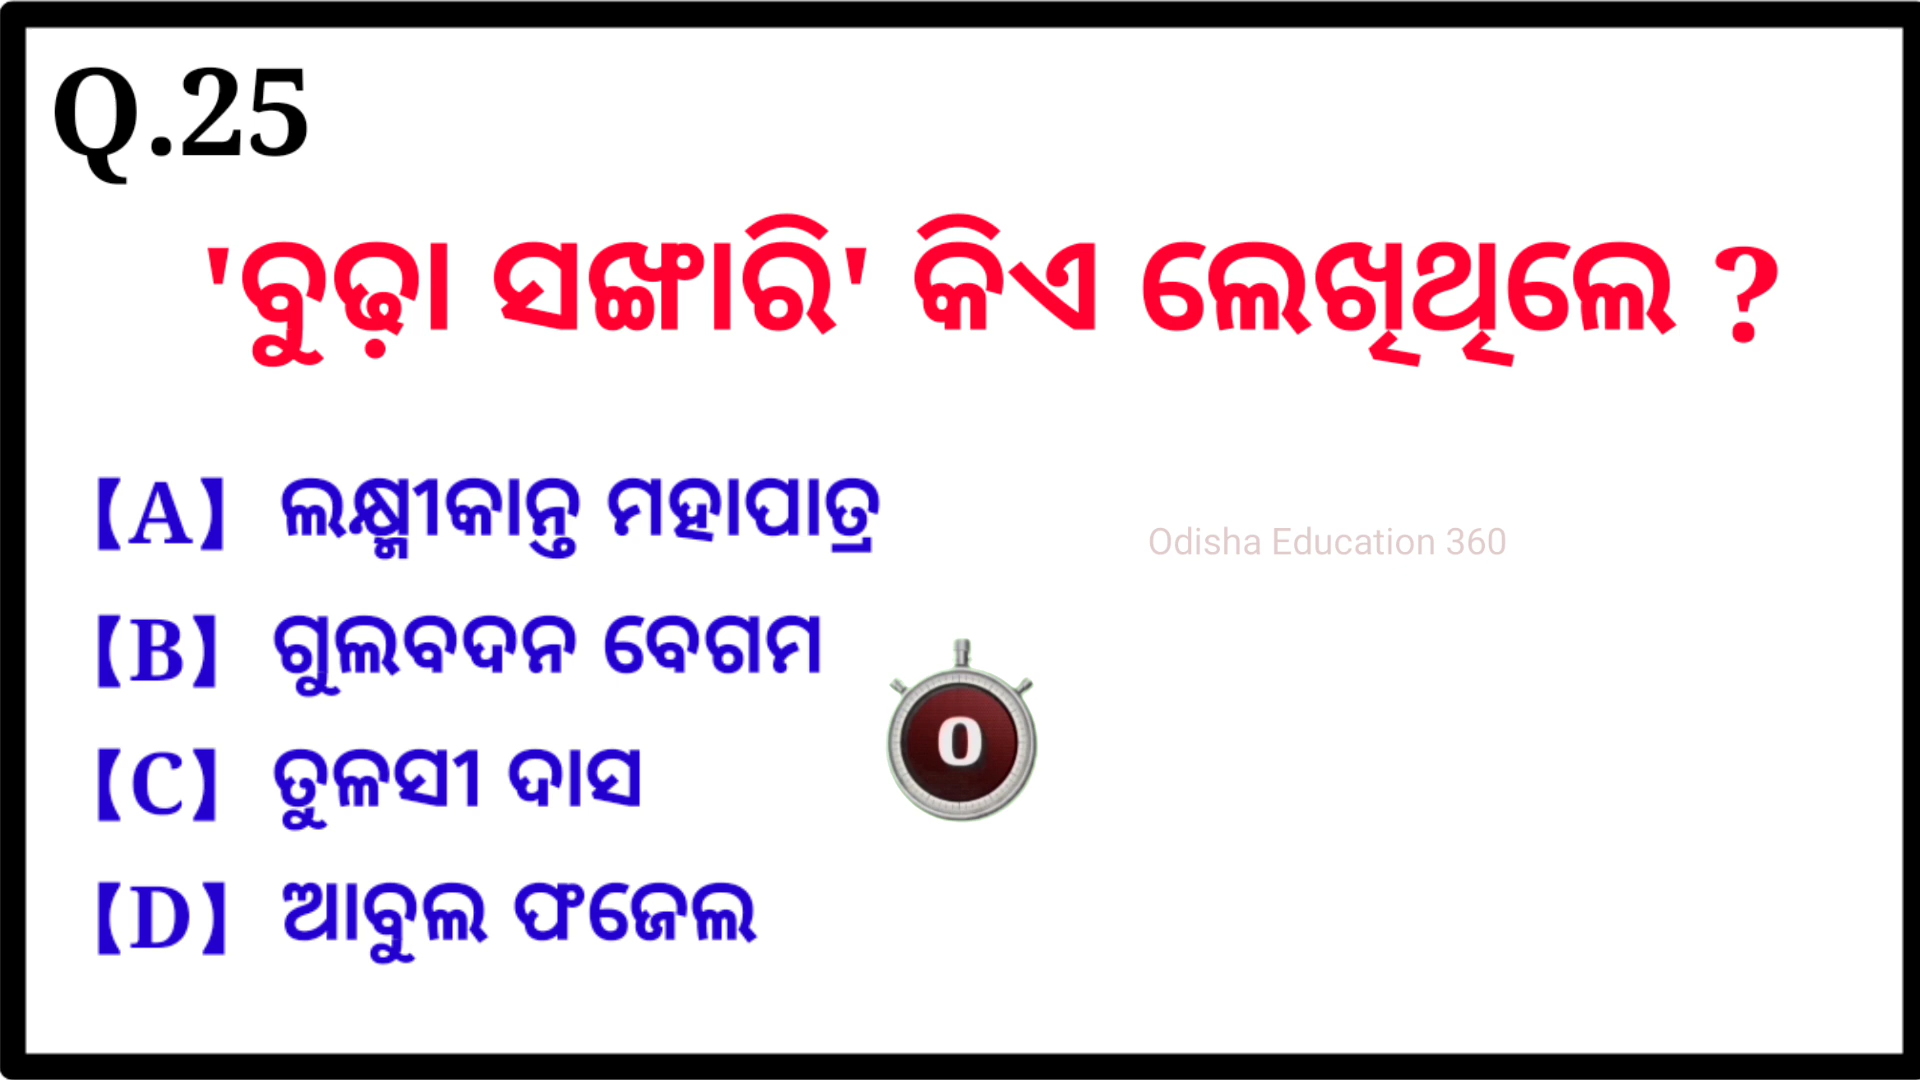 Q.25
'ବୁଢ଼ା ସଙ୍ଖାରି' କିଏ ଲେଖିଥିଲେ ?
【A】 ଲକ୍ଷ୍ମୀକାନ୍ତ ମହାପାତ୍ର
Odisha Education 360
【B】 ଗୁଲବଦନ ବେଗମ
0
【C】 ତୁଳସୀ ଦାସ
【D】 ଆବୁଲ ଫଜେଲ